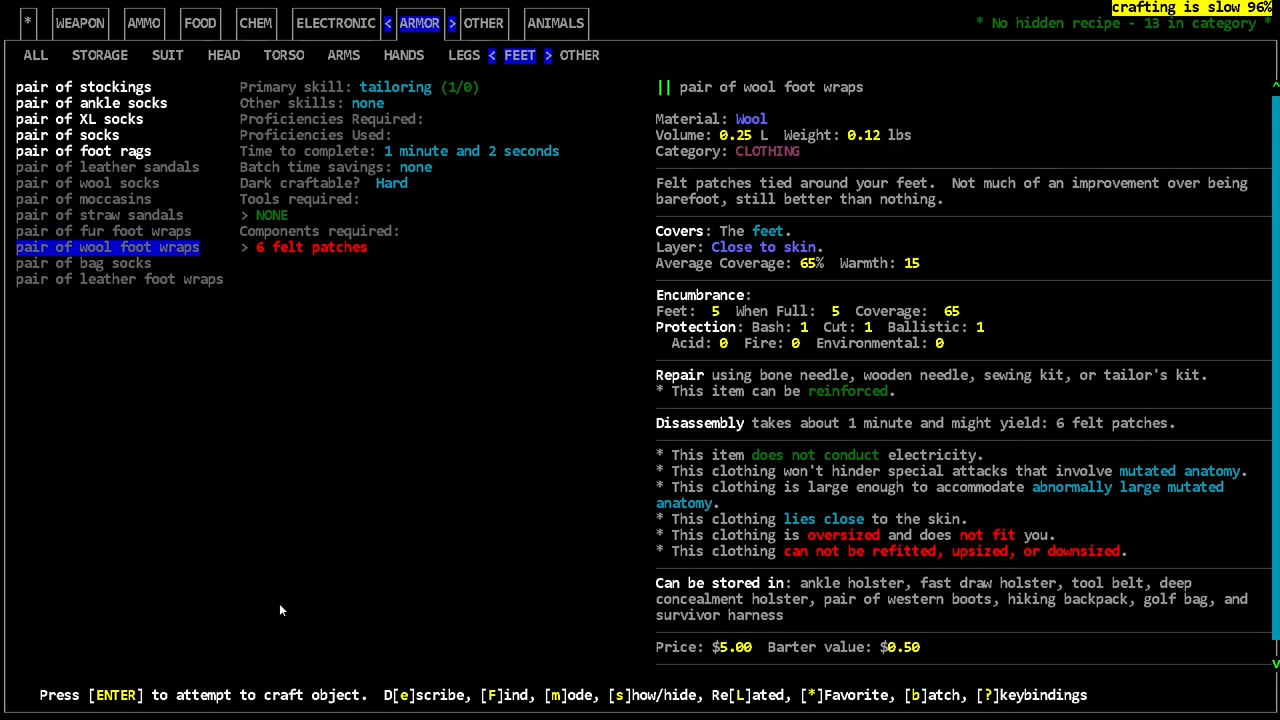 crafting is slow 96%
* WEAPON AMMO FOOD CHEM ELECTRONIC < ARMOR > OTHER ANIMALS
* No hidden recipe - 13 in category *
ALL STORAGE SUIT HEAD TORSO ARMS HANDS LEGS < FEET > OTHER
pair of stockings
pair of ankle socks
pair of XL socks
pair of socks
pair of foot rags
pair of leather sandals
pair of wool socks
pair of moccasins
pair of straw sandals
pair of fur foot wraps
pair of wool foot wraps
pair of bag socks
pair of leather foot wraps
Primary skill: tailoring (1/0)
Other skills: none
Proficiencies Required:
Proficiencies Used:
Time to complete: 1 minute and 2 seconds
Batch time savings: none
Dark craftable? Hard
Tools required:
> NONE
Components required:
> 6 felt patches
|| pair of wool foot wraps
Material: Wool
Volume: 0.25 L Weight: 0.12 lbs
Category: CLOTHING
Felt patches tied around your feet. Not much of an improvement over being
barefoot, still better than nothing.
Covers: The feet.
Layer: Close to skin.
Average Coverage: 65% Warmth: 15
Encumbrance:
Feet: 5 When Full: 5 Coverage: 65
Protection: Bash: 1 Cut: 1 Ballistic: 1
Acid: 0 Fire: 0 Environmental: 0
Repair using bone needle, wooden needle, sewing kit, or tailor's kit.
* This item can be reinforced.
Disassembly takes about 1 minute and might yield: 6 felt patches.
* This item does not conduct electricity.
* This clothing won't hinder special attacks that involve mutated anatomy.
* This clothing is large enough to accommodate abnormally large mutated
anatomy.
* This clothing lies close to the skin.
* This clothing is oversized and does not fit you.
* This clothing can not be refitted, upsized, or downsized.
Can be stored in: ankle holster, fast draw holster, tool belt, deep
concealment holster, pair of western boots, hiking backpack, golf bag, and
survivor harness
Price: $5.00 Barter value: $0.50
Press [ENTER] to attempt to craft object. D[e]scribe, [F]ind, [m]ode, [s]how/hide, Re[L]ated, [*]Favorite, [b]atch, [?]keybindings